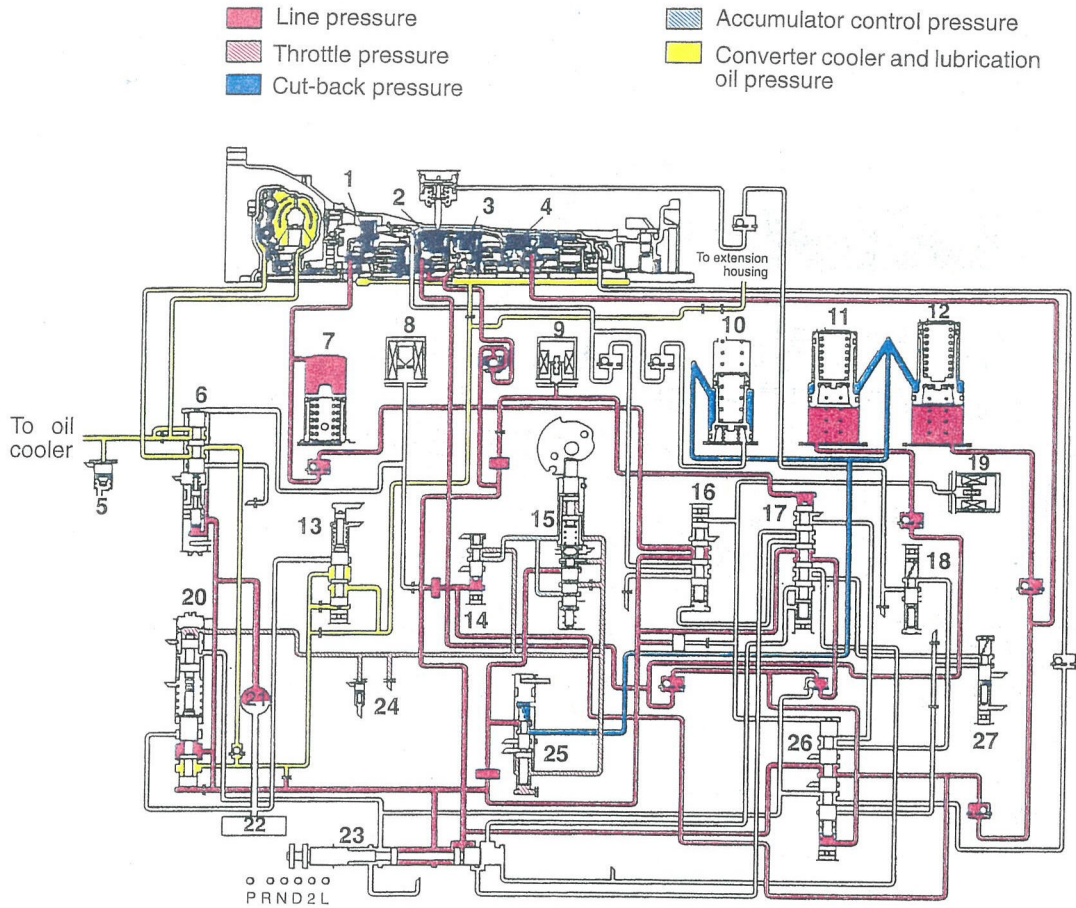 Line pressure
Throttle pressure
Cut-back pressure
Accumulator control pressure
Converter cooler and lubrication
oil pressure
1
2
3
4
To extension
housing
7
8
9
10
11
12
6
To oil
cooler
5
13
15
16
17
19
18
14
20
21
24
25
26
27
22
23
P R N D 2 L